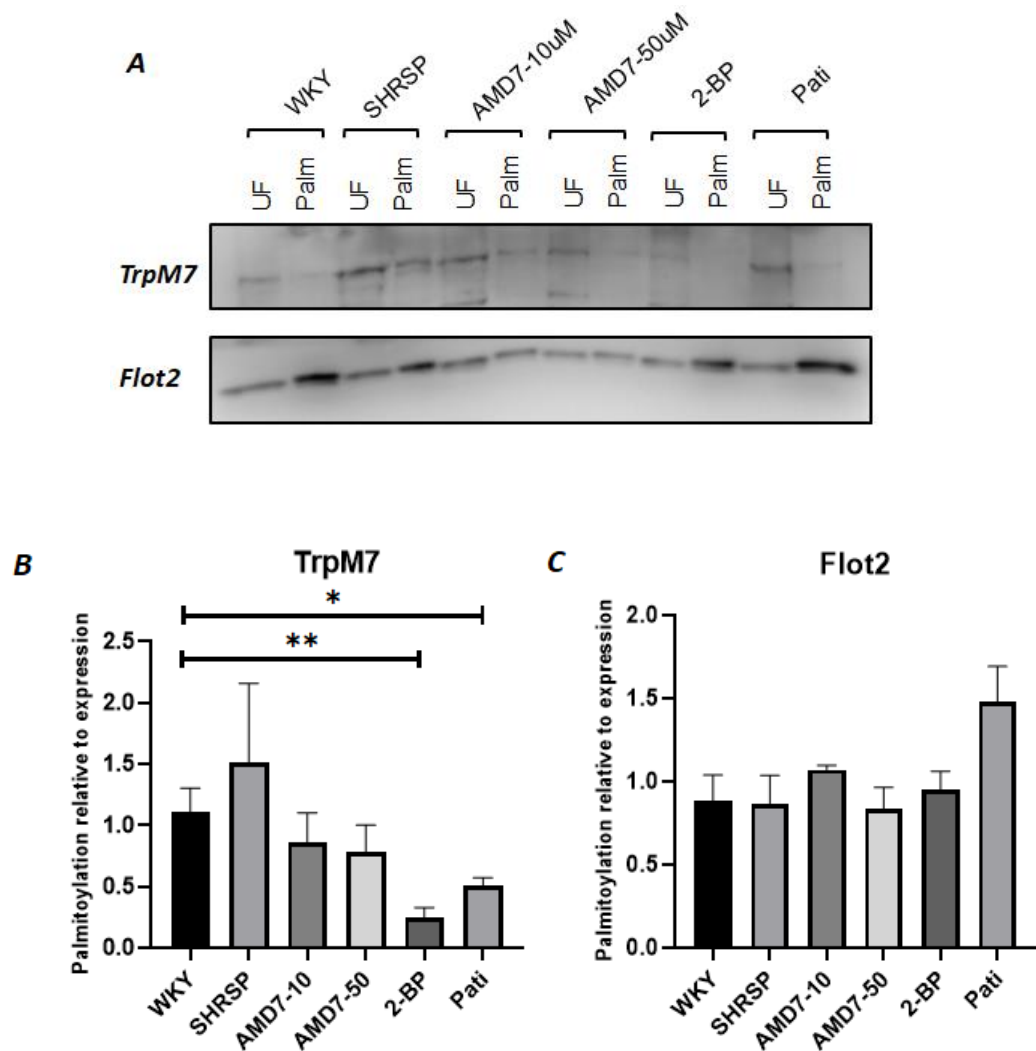 A
WKY SHRSP AMD7-10uM AMD7-50uM 2-BP Pati
UF Palm UF Palm UF Palm UF Palm UF Palm UF Palm
TrpM7
Flot2
B
TrpM7
*
**
Palmitoylation relative to expression
2.5
2.0
1.5
1.0
0.5
0.0
WKY SHRSP AMD7-10 AMD7-50 2-BP Pati
C
Flot2
Palmitoylation relative to expression
2.0
1.5
1.0
0.5
0.0
WKY SHRSP AMD7-10 AMD7-50 2-BP Pati